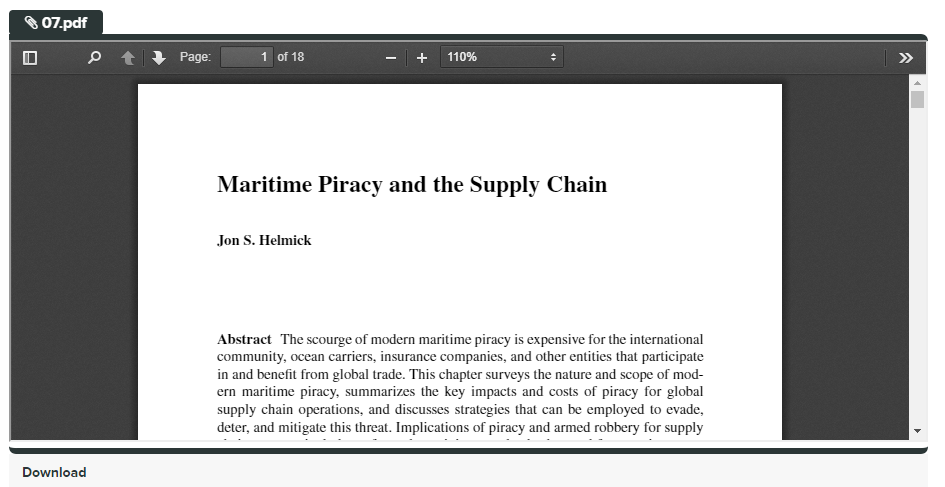 07.pdf
Page: 1 of 18 110%
Maritime Piracy and the Supply Chain
Jon S. Helmick
Abstract The scourge of modern maritime piracy is expensive for the international
community, ocean carriers, insurance companies, and other entities that participate
in and benefit from global trade. This chapter surveys the nature and scope of mod-
ern maritime piracy, summarizes the key impacts and costs of piracy for global
supply chain operations, and discusses strategies that can be employed to evade,
deter, and mitigate this threat. Implications of piracy and armed robbery for supply
Download